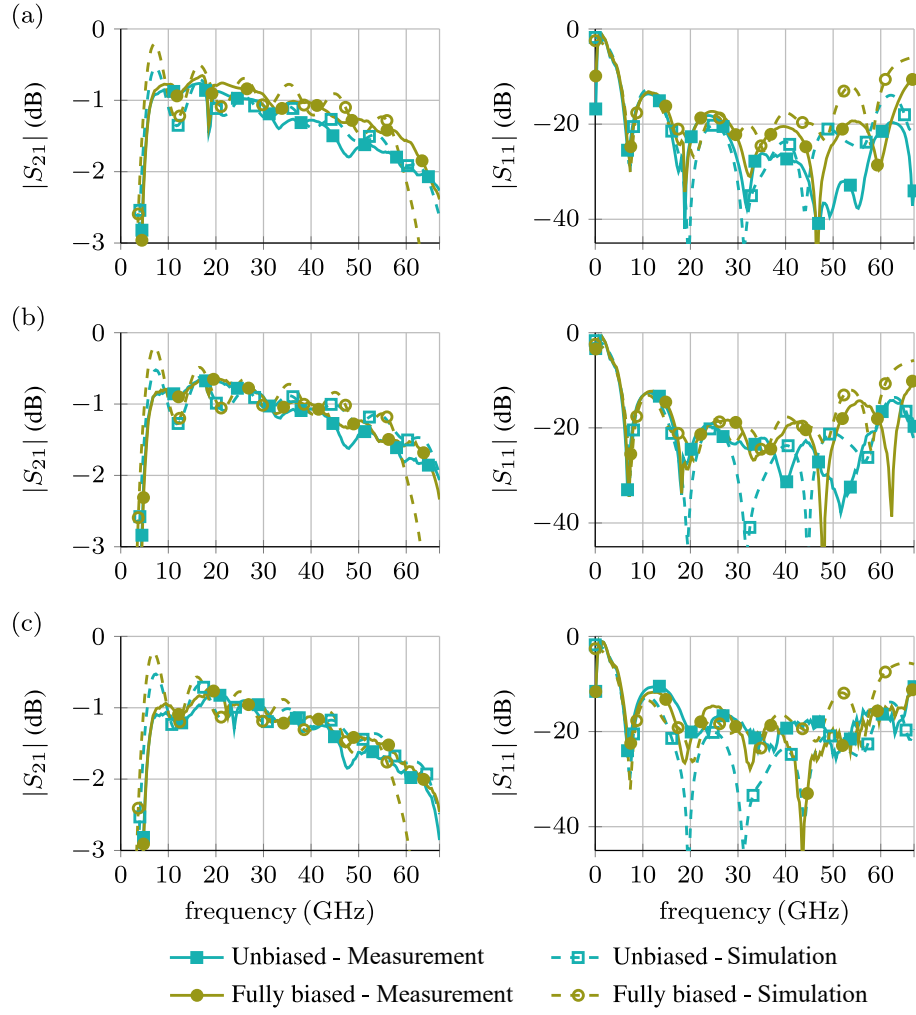 (a)
0
−1
−2
−3
|S21| (dB)
0 10 20 30 40 50 60
0
−20
−40
|S11| (dB)
0 10 20 30 40 50 60
(b)
0
−1
−2
−3
|S21| (dB)
0 10 20 30 40 50 60
0
−20
−40
|S11| (dB)
0 10 20 30 40 50 60
(c)
0
−1
−2
−3
|S21| (dB)
0 10 20 30 40 50 60
frequency (GHz)
0
−20
−40
|S11| (dB)
0 10 20 30 40 50 60
frequency (GHz)
Unbiased - Measurement
Unbiased - Simulation
Fully biased - Measurement
Fully biased - Simulation